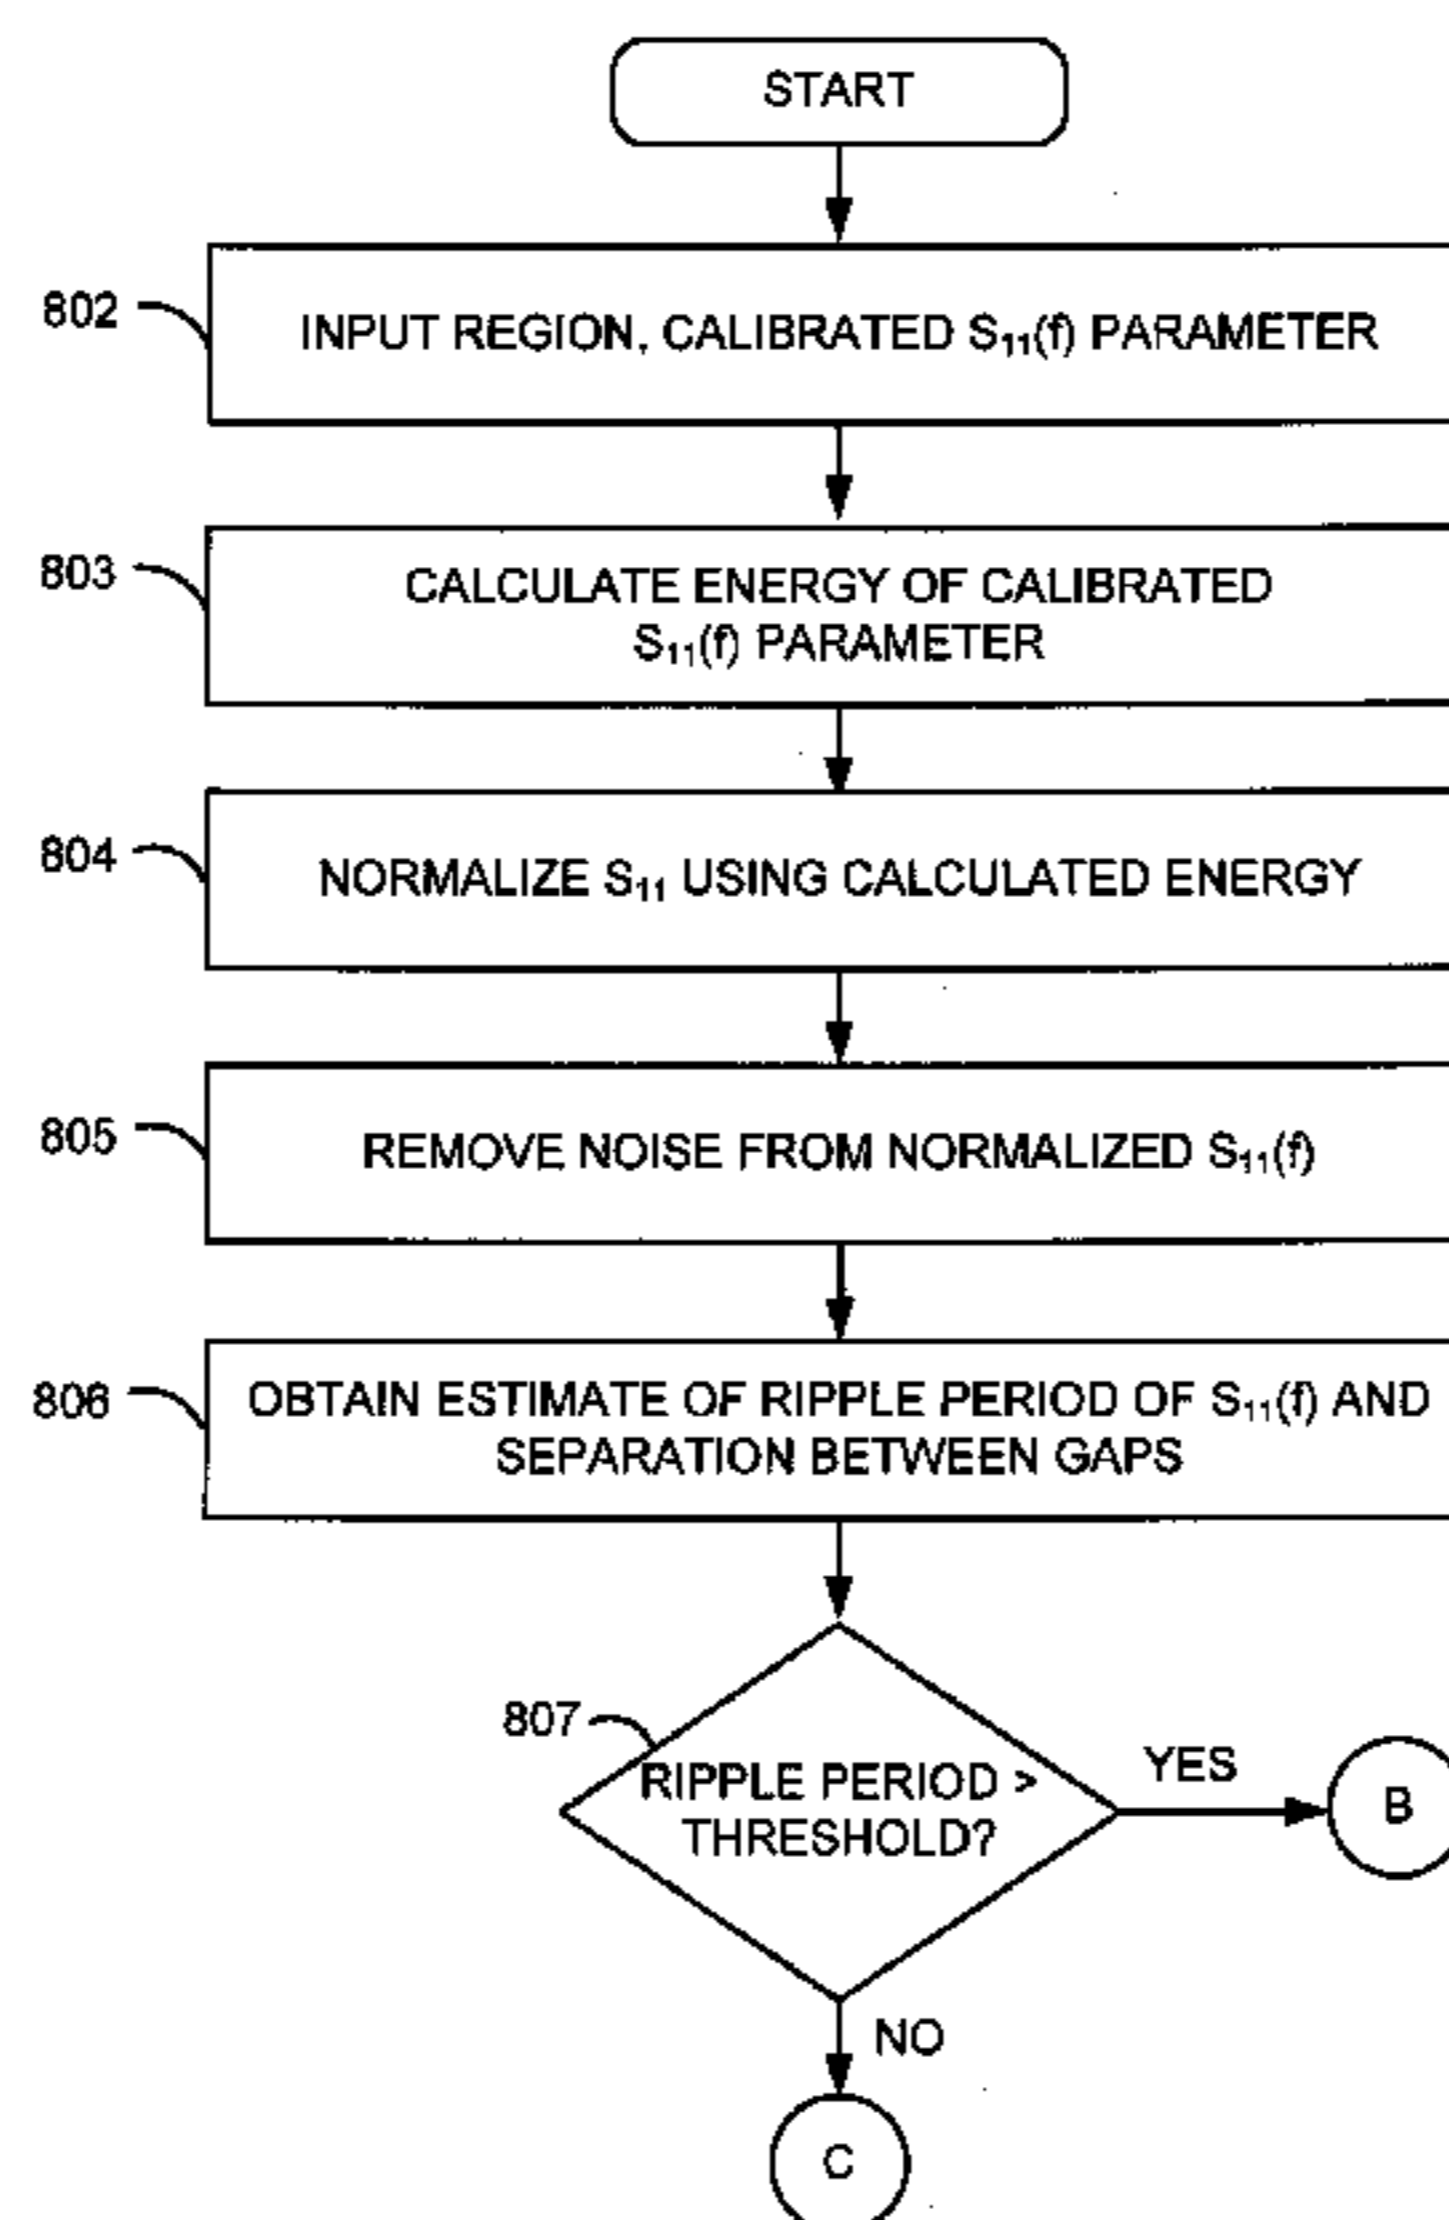 START
802
INPUT REGION, CALIBRATED S₁₁(f) PARAMETER
803
CALCULATE ENERGY OF CALIBRATED
S₁₁(f) PARAMETER
804
NORMALIZE S₁₁ USING CALCULATED ENERGY
805
REMOVE NOISE FROM NORMALIZED S₁₁(f)
806
OBTAIN ESTIMATE OF RIPPLE PERIOD OF S₁₁(f) AND
SEPARATION BETWEEN GAPS
807
RIPPLE PERIOD >
THRESHOLD?
YES
B
NO
C